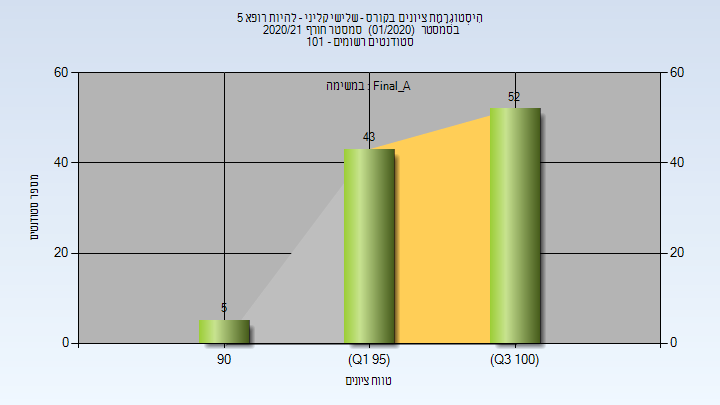 הִיסְטוֹגְרַמַּת ציונים בקורס - שלישי קליני - להיות רופא 5
בסמסטר (01/2020) סמסטר חורף 2020/21
סטודנטים רשומים - 101
במשימה : Final_A
60
60
52
43
40
40
מספר סטודנטים
20
20
5
0
0
90
(Q1 95)
(Q3 100)
טווח ציונים